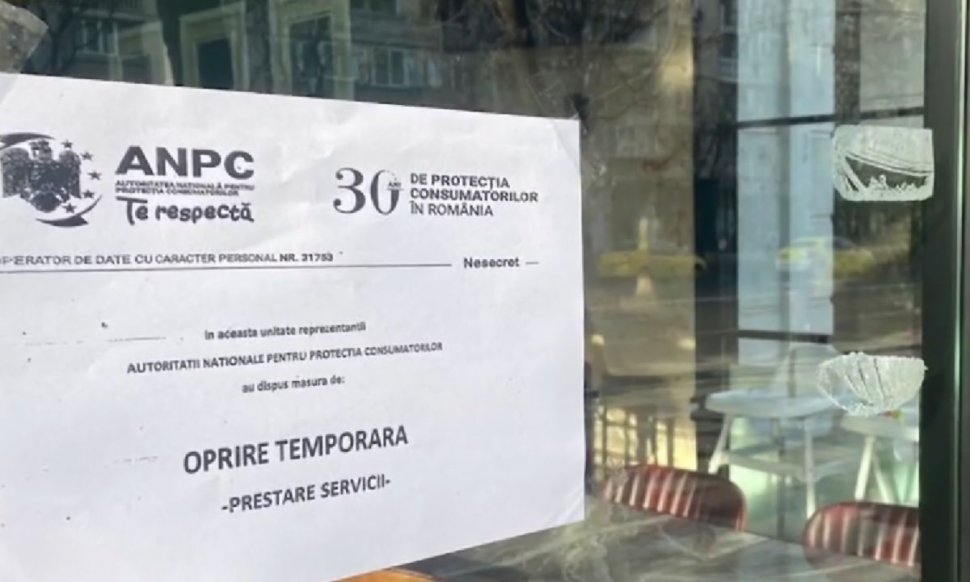 ANPC
AUTORITATEA NAȚIONALĂ PENTRU
PROTECȚIA CONSUMATORILOR
Te respectă
30 ANI
DE PROTECȚIA
CONSUMATORILOR
ÎN ROMÂNIA
OPERATOR DE DATE CU CARACTER PERSONAL NR. 31753
Nesecret
In aceasta unitate reprezentantii
AUTORITATII NATIONALE PENTRU PROTECTIA CONSUMATORILOR
au dispus masura de:
OPRIRE TEMPORARA
-PRESTARE SERVICII-